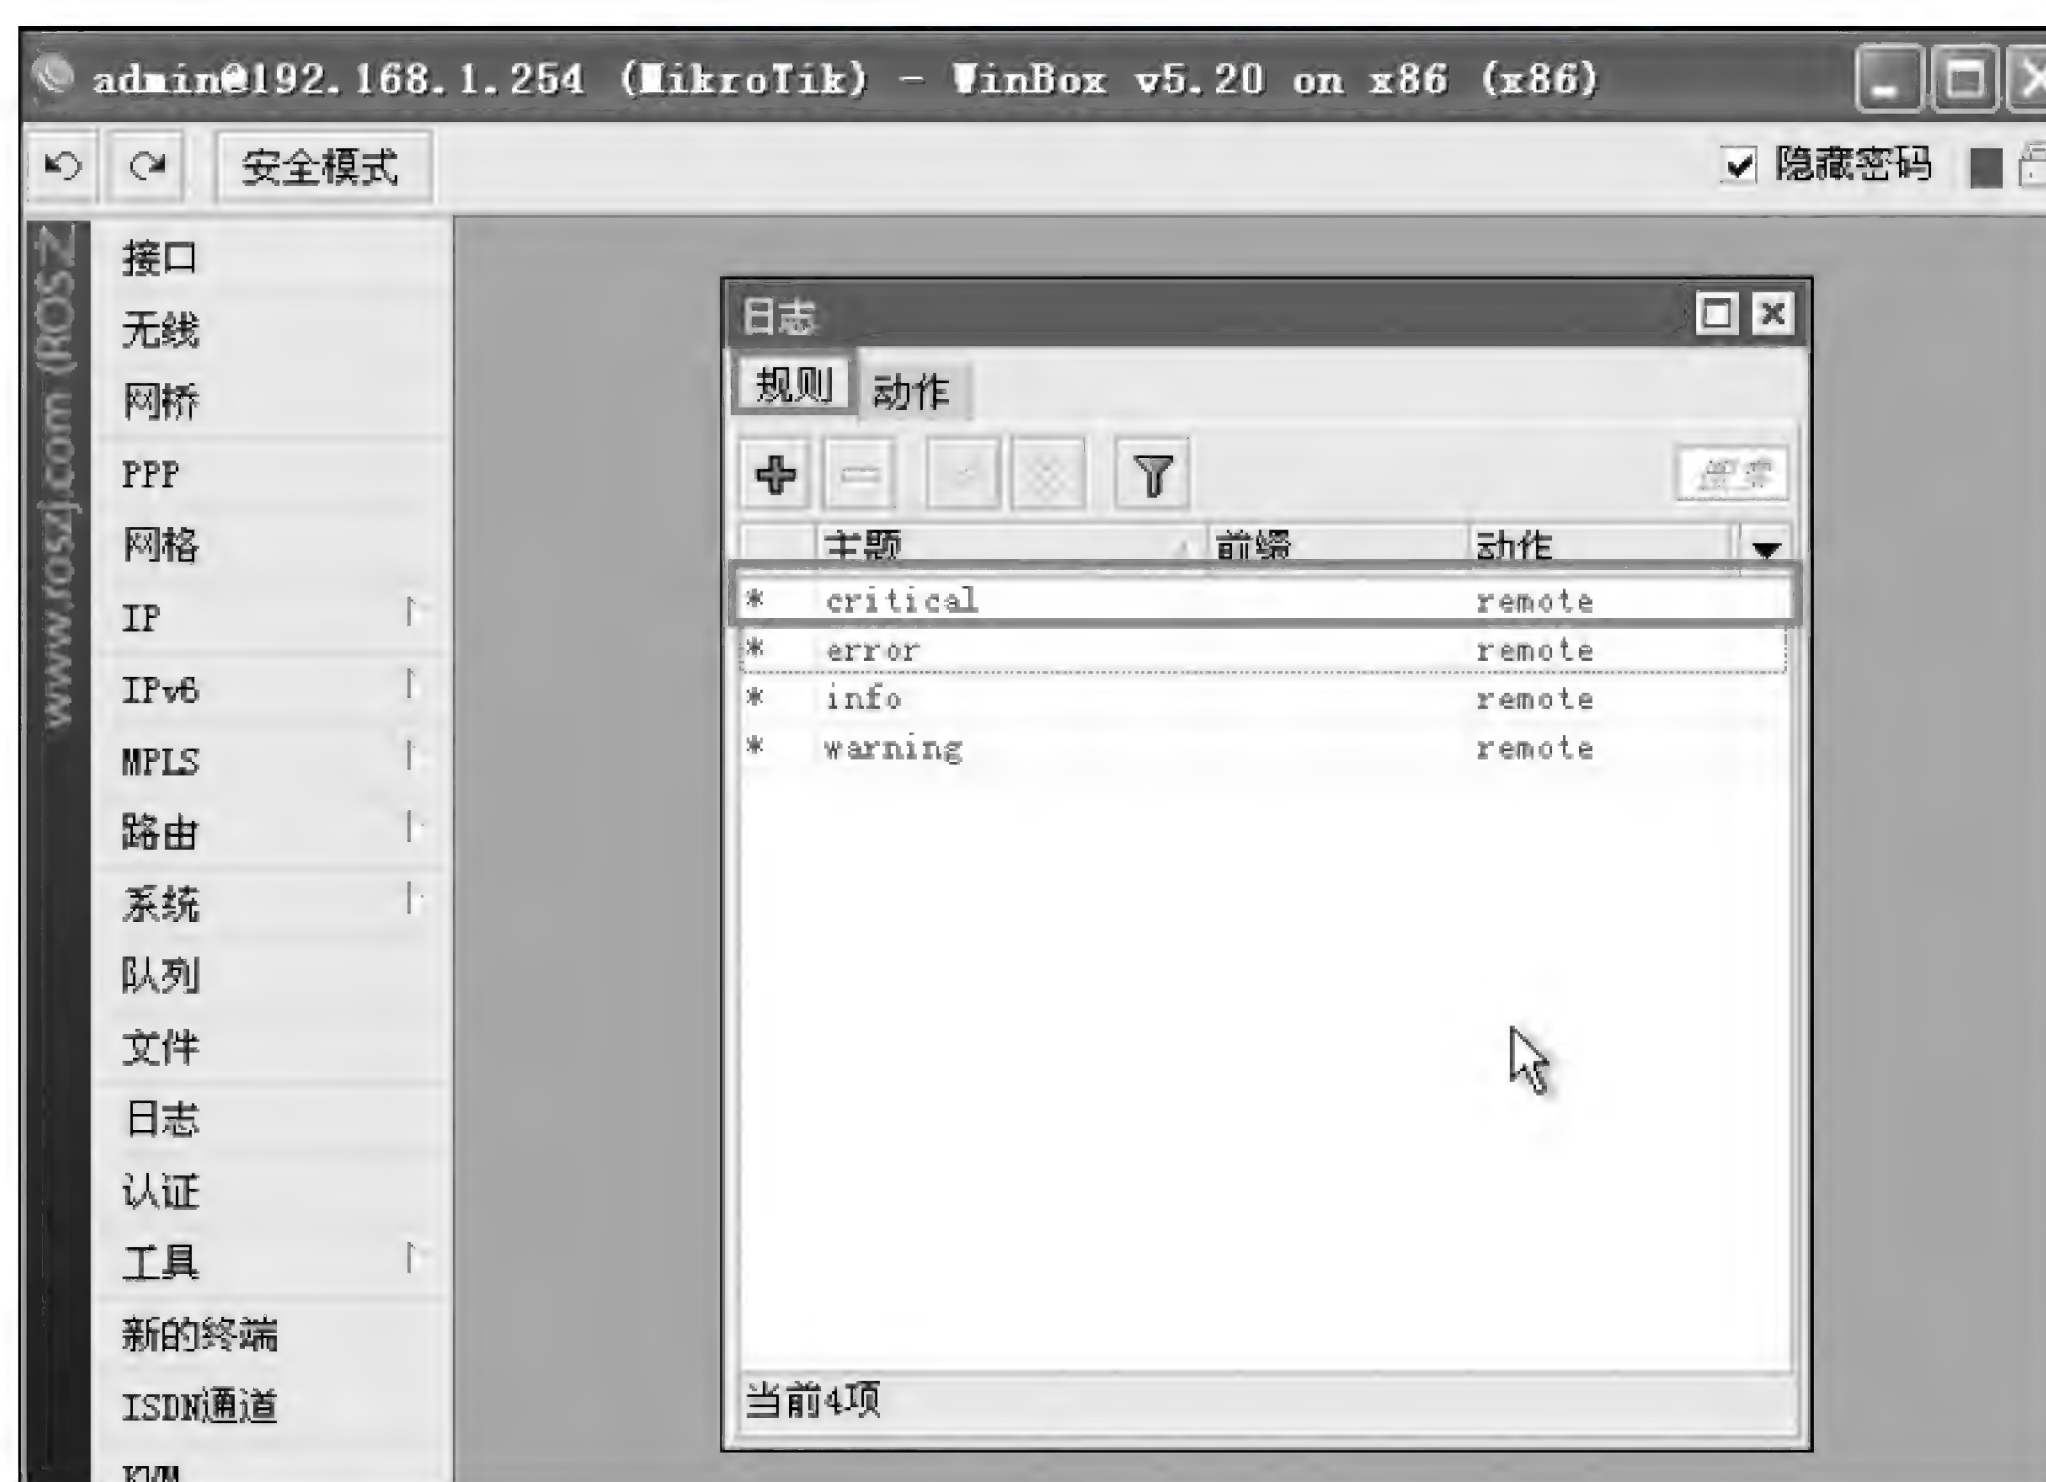 admin@192.168.1.254 (MikroTik) - WinBox v5.20 on x86 (x86)
安全模式
隐藏密码
www.roszj.com (ROSZ
接口
无线
网桥
PPP
网格
IP
IPv6
MPLS
路由
系统
队列
文件
日志
认证
工具
新的终端
ISDN通道
KVM
日志
规则 动作
主题 前缀 动作
* critical remote
* error remote
* info remote
* warning remote
当前4项